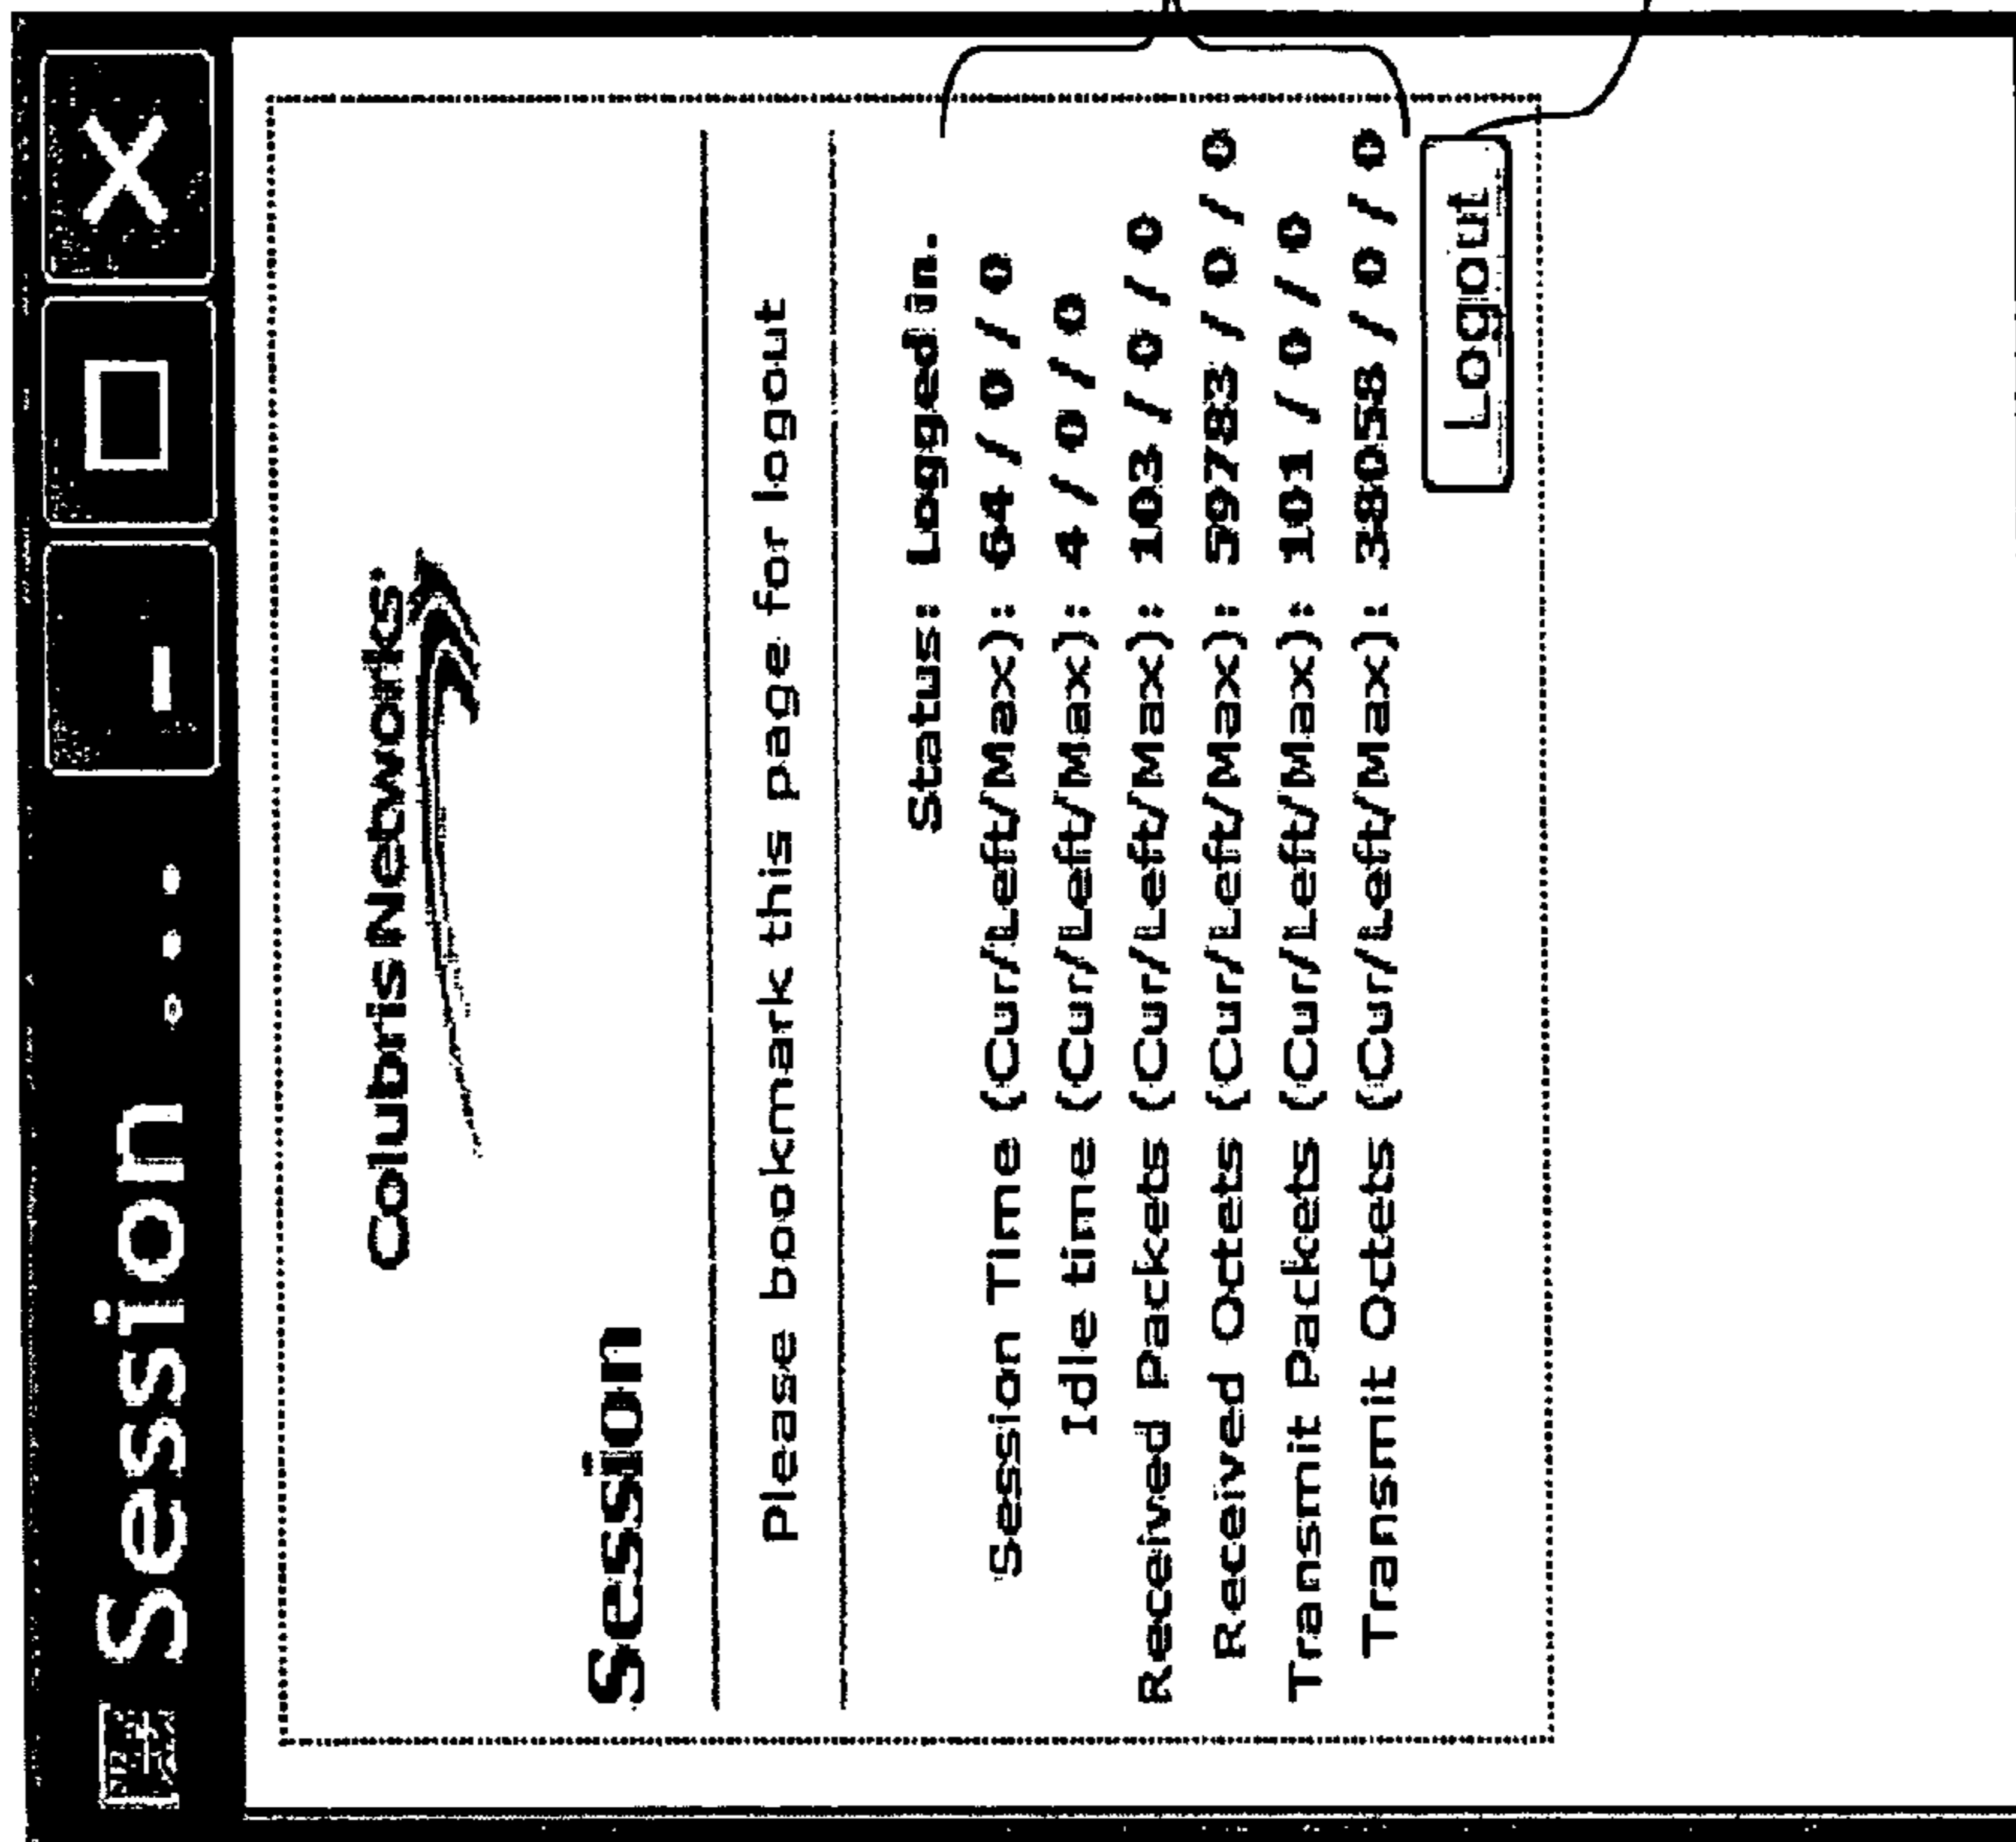 Session ...
Colubris Networks.
Session
Please bookmark this page for logout
Status: Logged in.
Session Time (Cur/Left/Max): 64 / 0 / 0
Idle time (Cur/Left/Max): 4 / 0 / 0
Received Packets (Cur/Left/Max): 103 / 0 / 0
Received Octets (Cur/Left/Max): 59783 / 0 / 0
Transmit Packets (Cur/Left/Max): 101 / 0 / 0
Transmit Octets (Cur/Left/Max): 38058 / 0 / 0
Logout